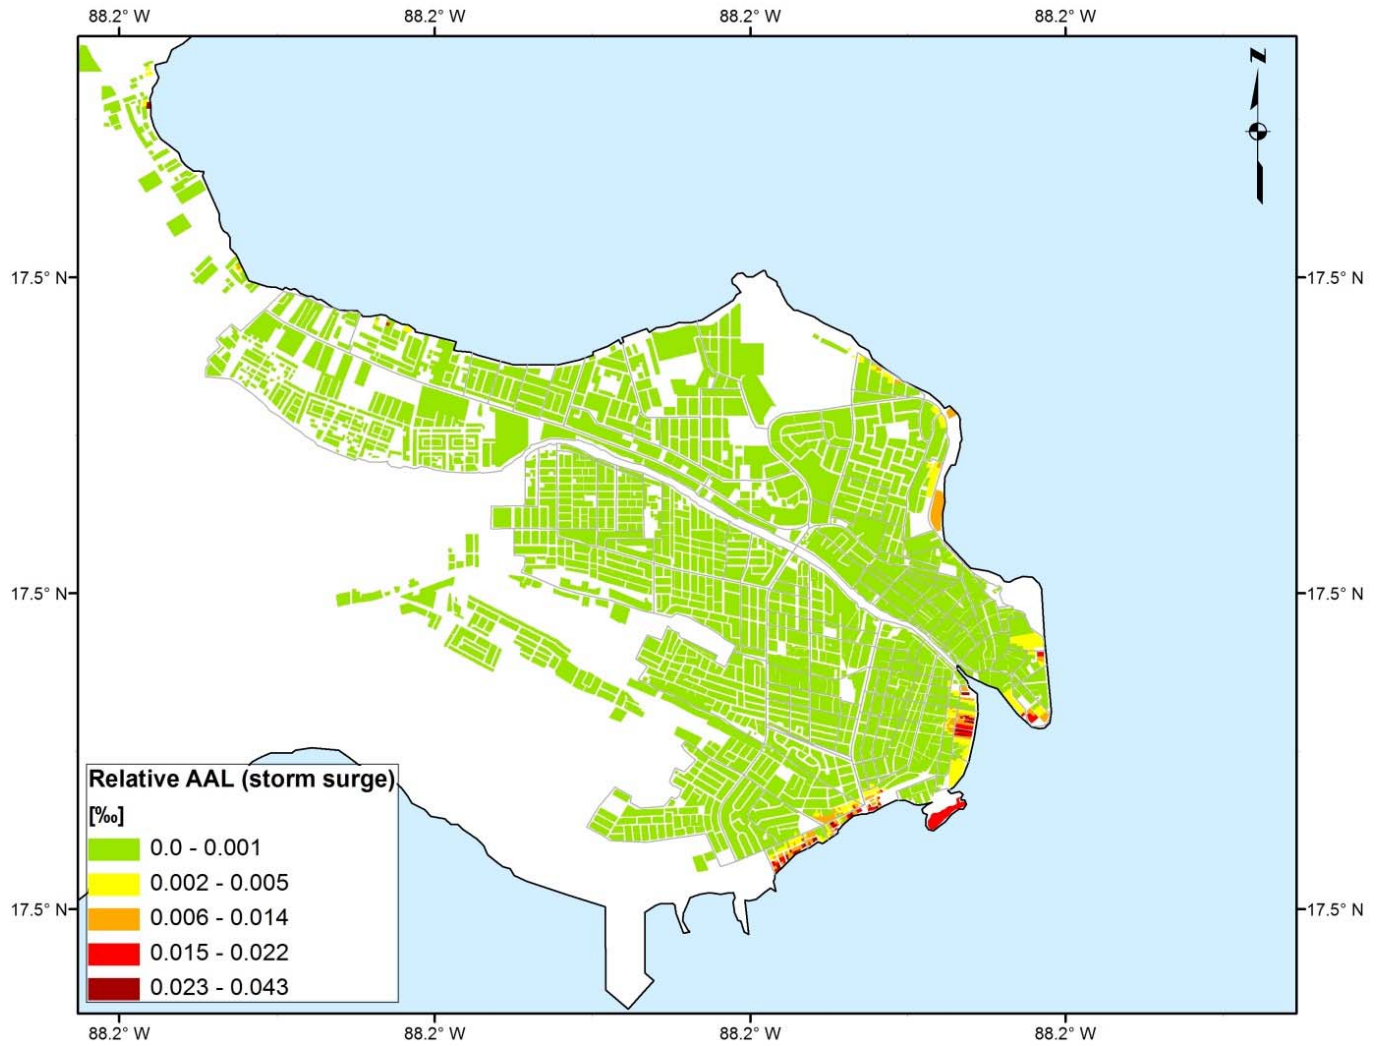 88.2° W 88.2° W 88.2° W 88.2° W
N
17.5° N 17.5° N
17.5° N 17.5° N
Relative AAL (storm surge)
[‰]
0.0 - 0.001
0.002 - 0.005
0.006 - 0.014
17.5° N 17.5° N
0.015 - 0.022
0.023 - 0.043
88.2° W 88.2° W 88.2° W 88.2° W